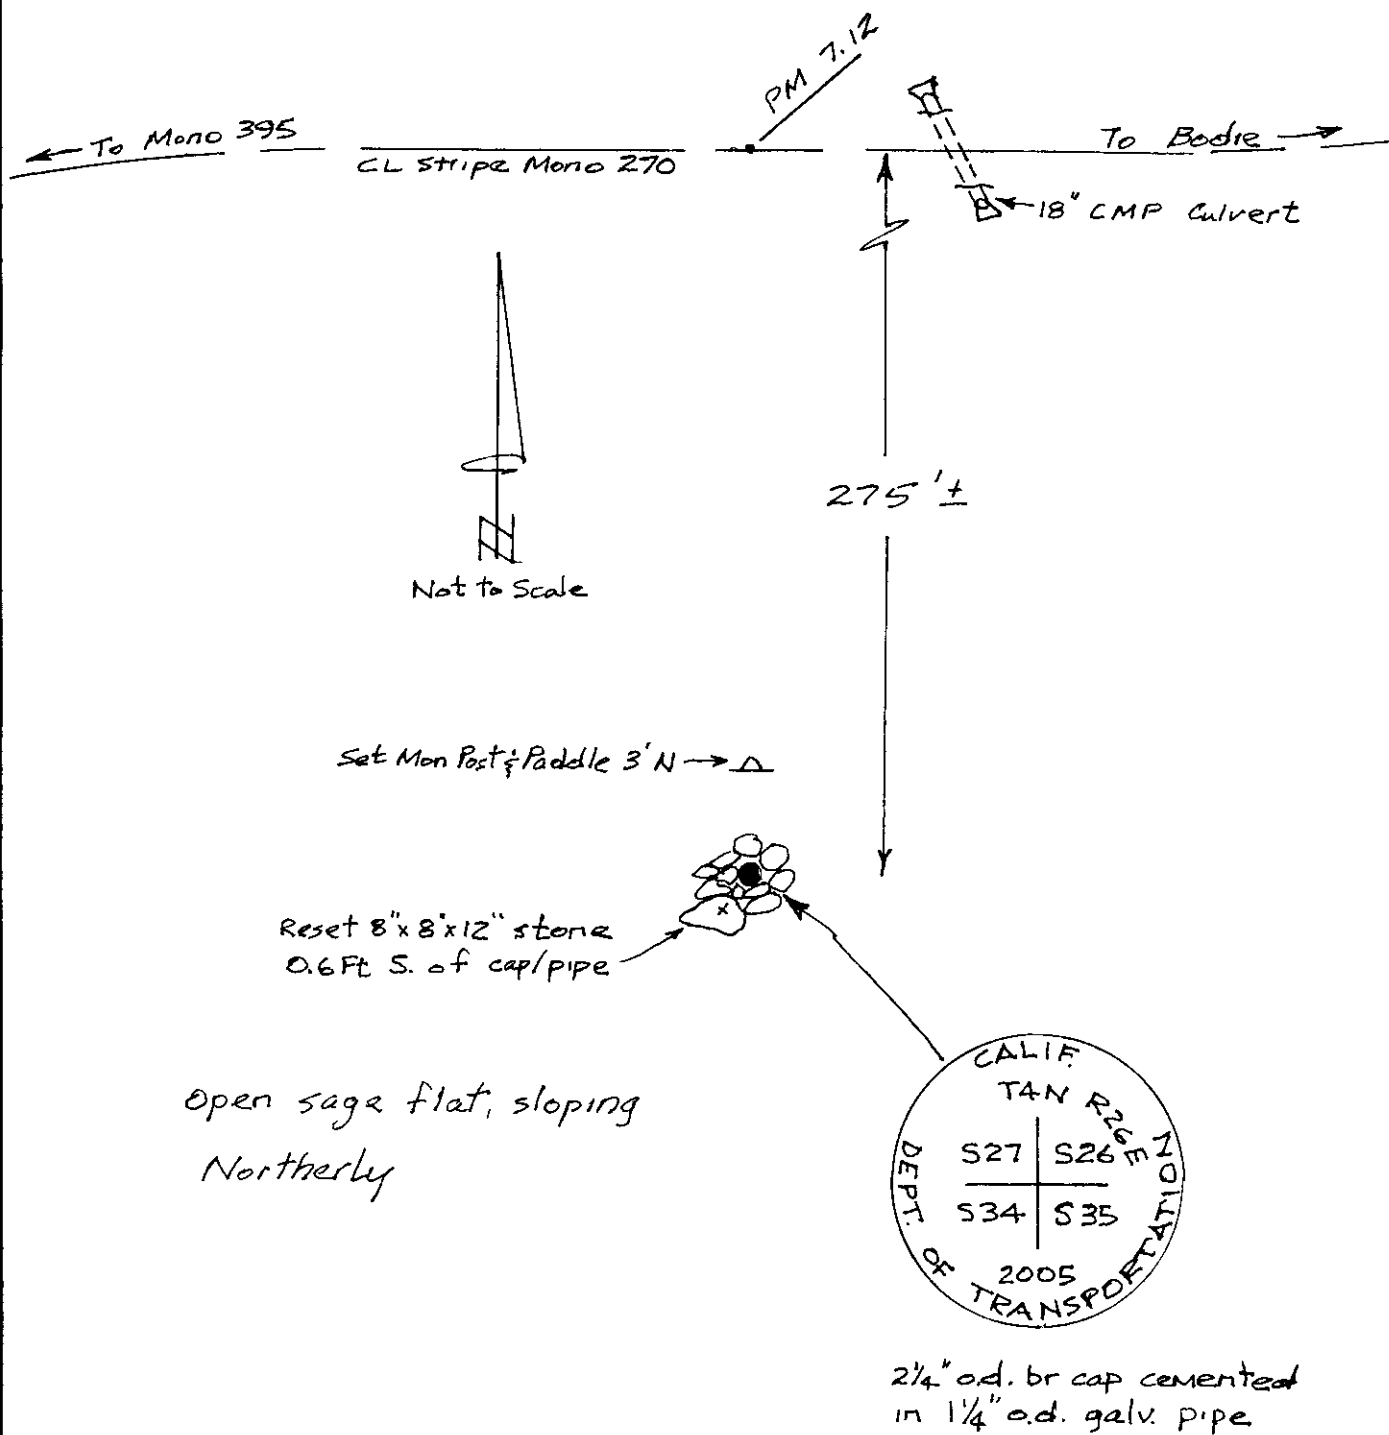 PM 7.12
To Mono 395
CL Stripe Mono 270
To Bodie
18" CMP Culvert
275'±
N
Not to Scale
Set Mon Post & Paddle 3' N
Reset 8"x8"x12" stone
0.6 Ft S. of cap/pipe
x
Open sage flat, sloping
Northerly
CALIF.
T4N R26E
S27 S26
S34 S35
2005
DEPT. OF TRANSPORTATION
2¼" o.d. br cap cemented
in 1¼" o.d. galv. pipe